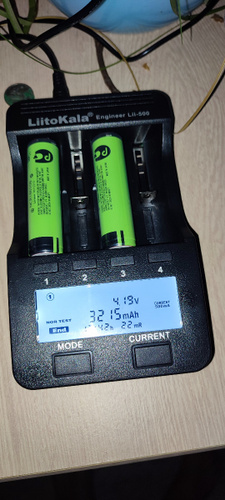 LiitoKala® Engineer Lii-500
1 2 3 4
1 4.19v
NOR TEST 3215mAh
End 22mR
MODE CURRENT